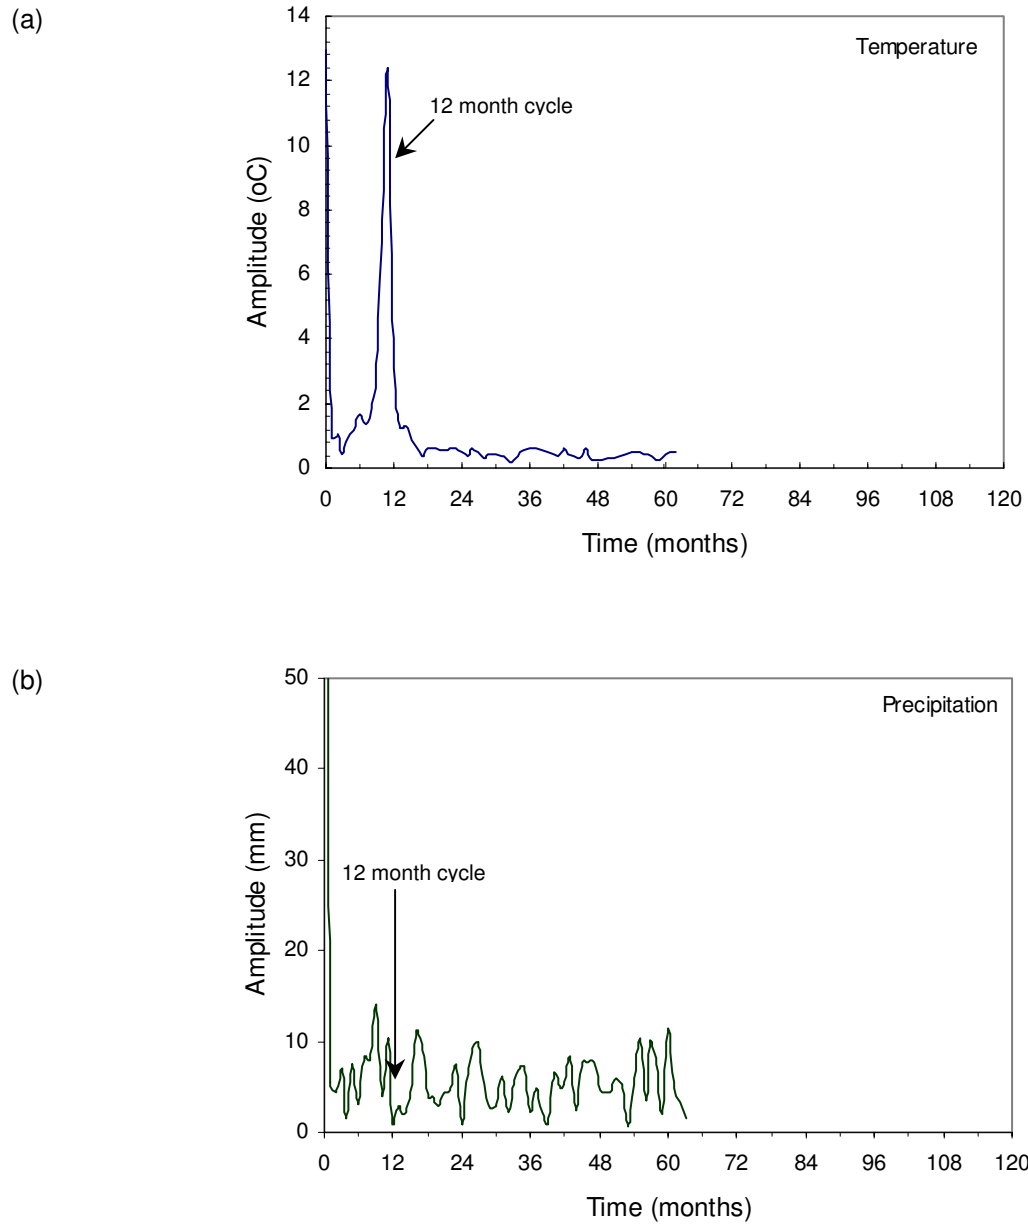 (a)
14
12
10
8
6
4
2
0
Amplitude (oC)
Temperature
12 month cycle
0 12 24 36 48 60 72 84 96 108 120
Time (months)
(b)
50
40
30
20
10
0
Amplitude (mm)
Precipitation
12 month cycle
0 12 24 36 48 60 72 84 96 108 120
Time (months)